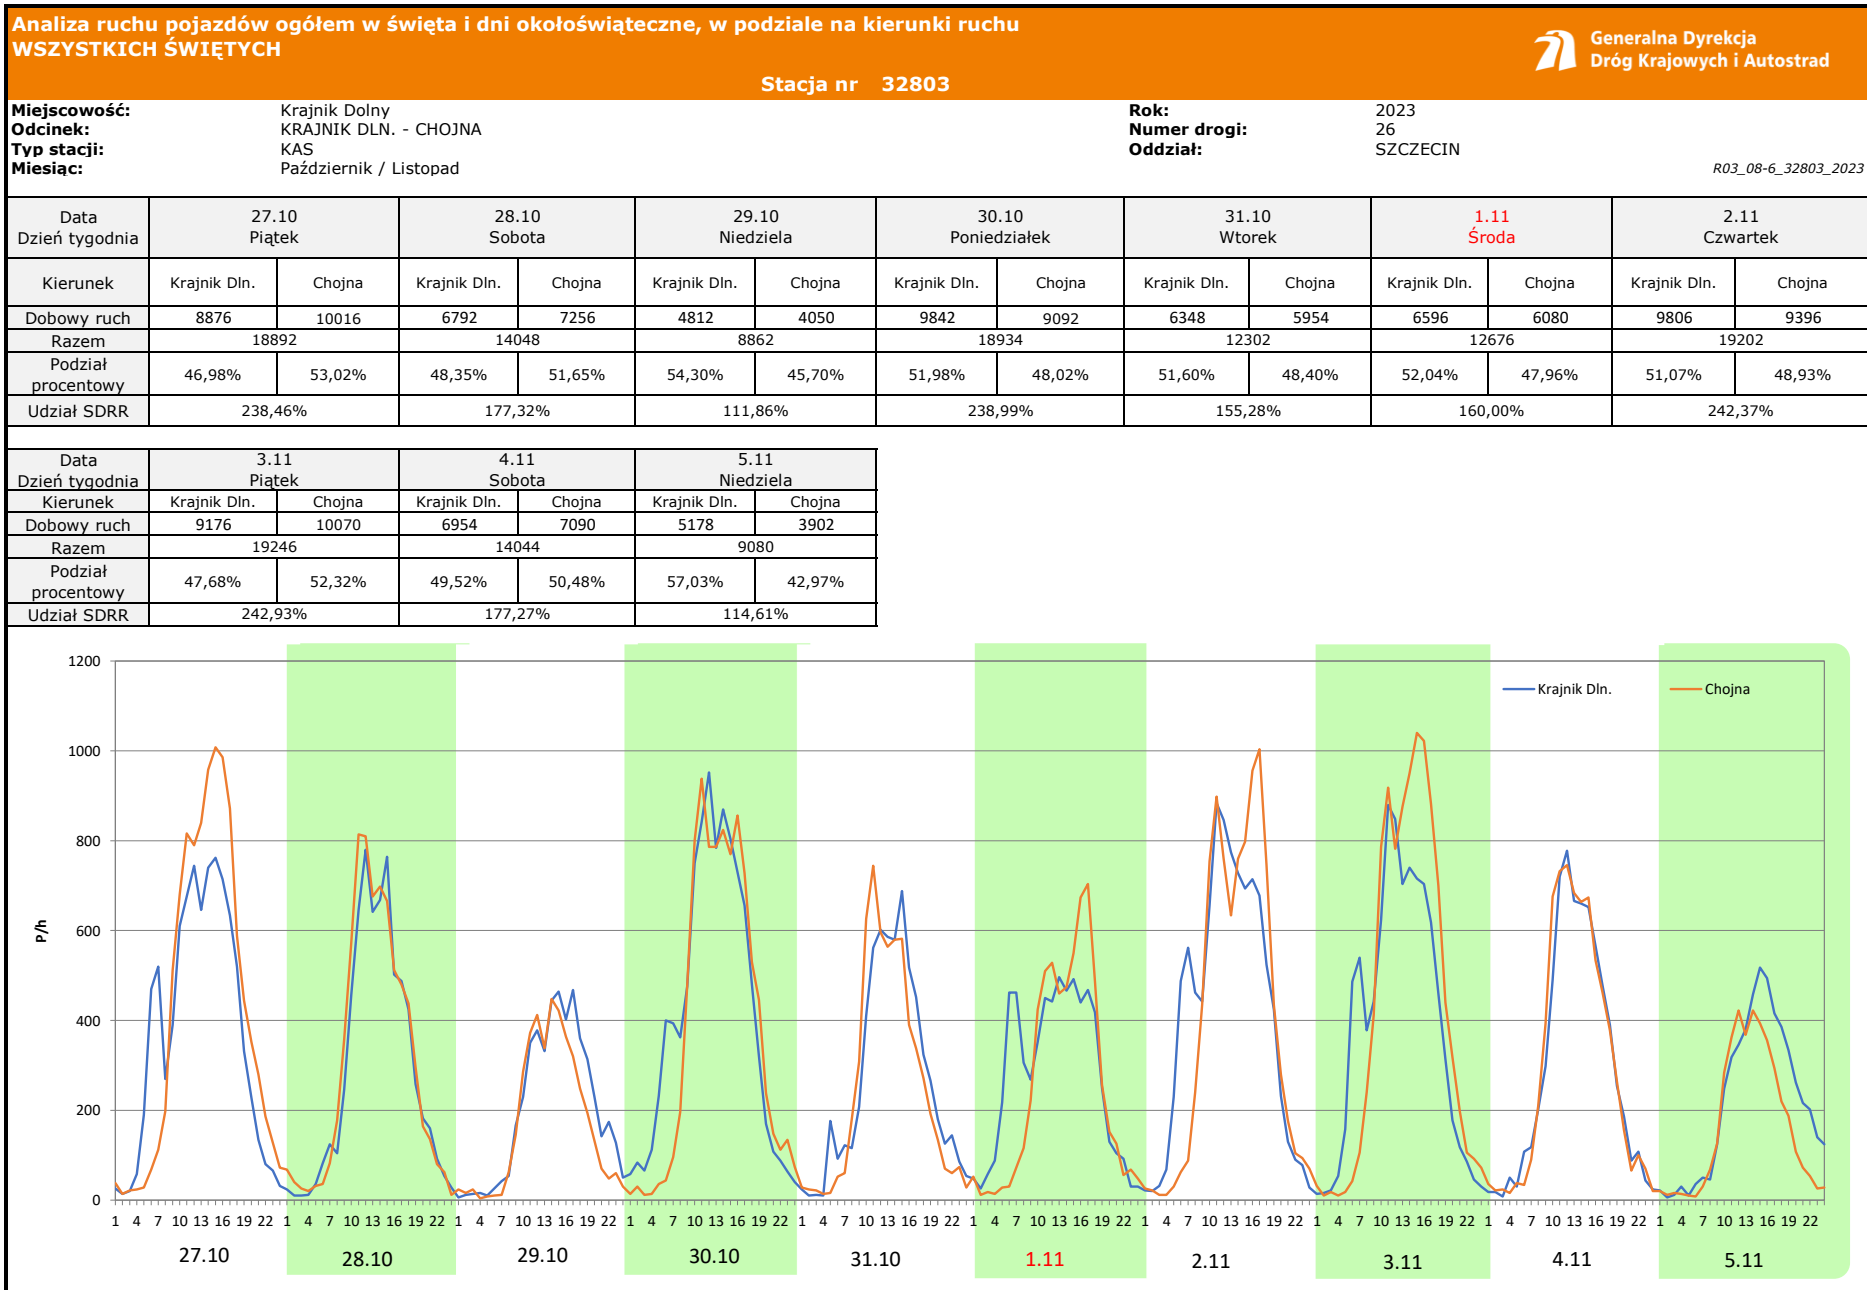 Analiza ruchu pojazdów ogółem w święta i dni okołoświąteczne, w podziale na kierunki ruchu
WSZYSTKICH ŚWIĘTYCH
Generalna Dyrekcja
Dróg Krajowych i Autostrad
Stacja nr 32803
Miejscowość: Krajnik Dolny Rok: 2023
Odcinek: KRAJNIK DLN. - CHOJNA Numer drogi: 26
Typ stacji: KAS Oddział: SZCZECIN
Miesiąc: Październik / Listopad R03_08-6_32803_2023
Data 27.10 28.10 29.10 30.10 31.10 1.11 2.11
Dzień tygodnia Piątek Sobota Niedziela Poniedziałek Wtorek Środa Czwartek
Kierunek Krajnik Dln. Chojna Krajnik Dln. Chojna Krajnik Dln. Chojna Krajnik Dln. Chojna Krajnik Dln. Chojna Krajnik Dln. Chojna Krajnik Dln. Chojna
Dobowy ruch 8876 10016 6792 7256 4812 4050 9842 9092 6348 5954 6596 6080 9806 9396
Razem 18892 14048 8862 18934 12302 12676 19202
Podział
procentowy 46,98% 53,02% 48,35% 51,65% 54,30% 45,70% 51,98% 48,02% 51,60% 48,40% 52,04% 47,96% 51,07% 48,93%
Udział SDRR 238,46% 177,32% 111,86% 238,99% 155,28% 160,00% 242,37%
Data 3.11 4.11 5.11
Dzień tygodnia Piątek Sobota Niedziela
Kierunek Krajnik Dln. Chojna Krajnik Dln. Chojna Krajnik Dln. Chojna
Dobowy ruch 9176 10070 6954 7090 5178 3902
Razem 19246 14044 9080
Podział
procentowy 47,68% 52,32% 49,52% 50,48% 57,03% 42,97%
Udział SDRR 242,93% 177,27% 114,61%
1200
Krajnik Dln. Chojna
1000
800
P/h
600
400
200
0
1 4 7 10 13 16 19 22 1 4 7 10 13 16 19 22 1 4 7 10 13 16 19 22 1 4 7 10 13 16 19 22 1 4 7 10 13 16 19 22 1 4 7 10 13 16 19 22 1 4 7 10 13 16 19 22 1 4 7 10 13 16 19 22 1 4 7 10 13 16 19 22 1 4 7 10 13 16 19 22
27.10 28.10 29.10 30.10 31.10 1.11 2.11 3.11 4.11 5.11